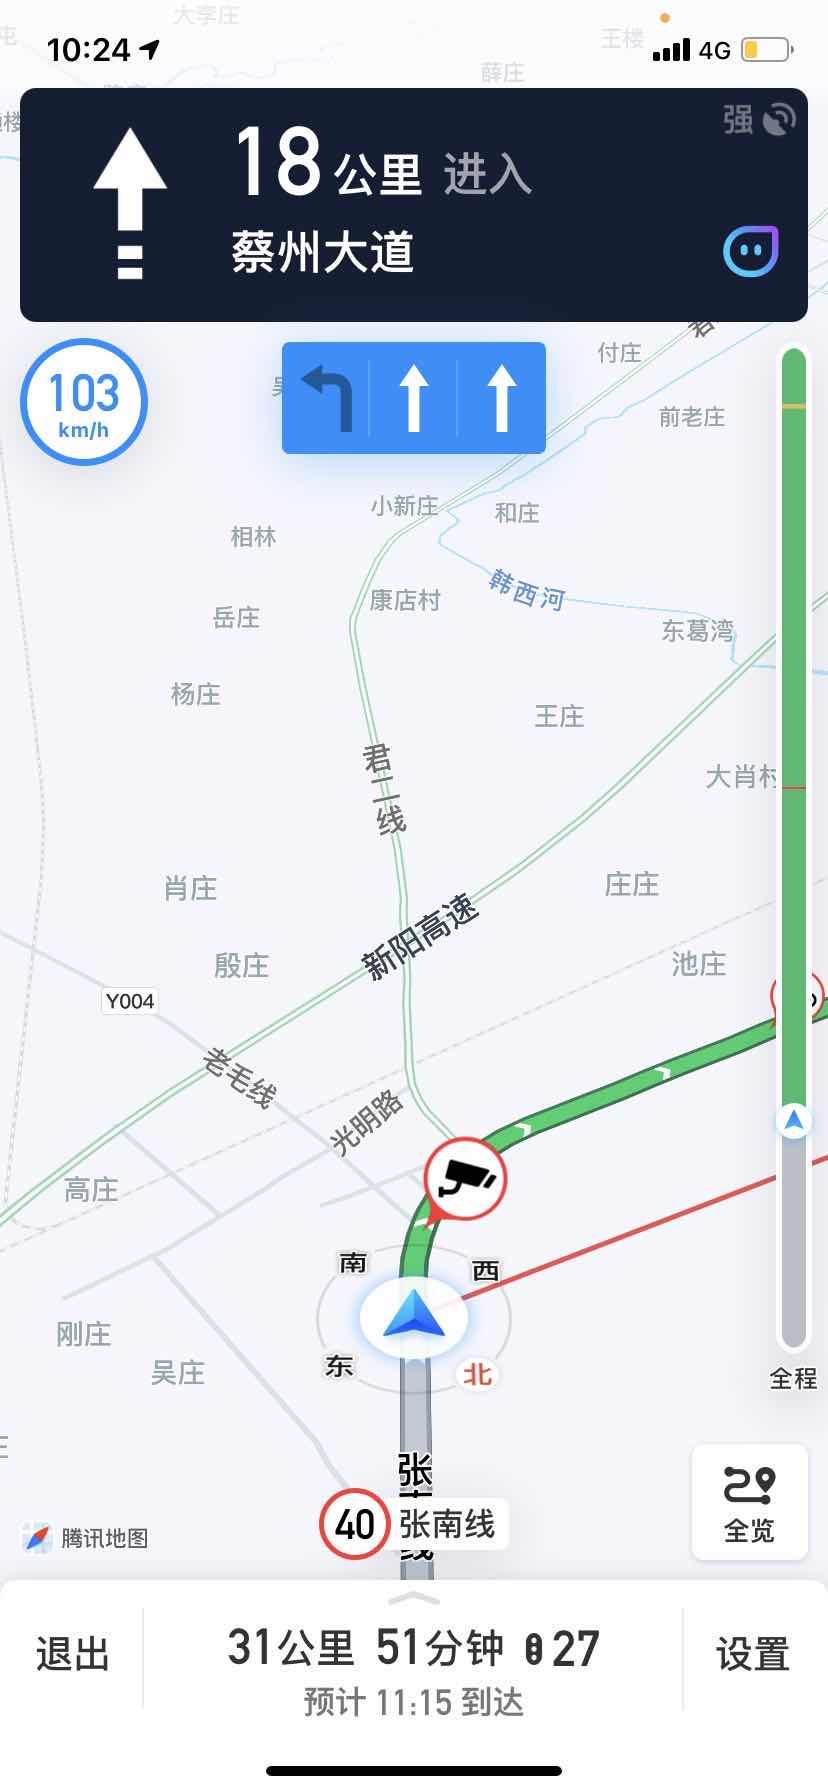 大李庄
10:24
4G
王楼
薛庄
18公里 进入
强
蔡州大道
103
km/h
付庄
前老庄
小新庄
和庄
相林
康店村
韩西河
岳庄
东葛湾
杨庄
王庄
君二线
大肖村
肖庄
庄庄
新阳高速
殷庄
池庄
Y004
老毛线
光明路
高庄
南
西
刚庄
吴庄
东
北
全程
张南线
40
张南线
腾讯地图
全览
退出
31公里 51分钟 27
设置
预计 11:15 到达